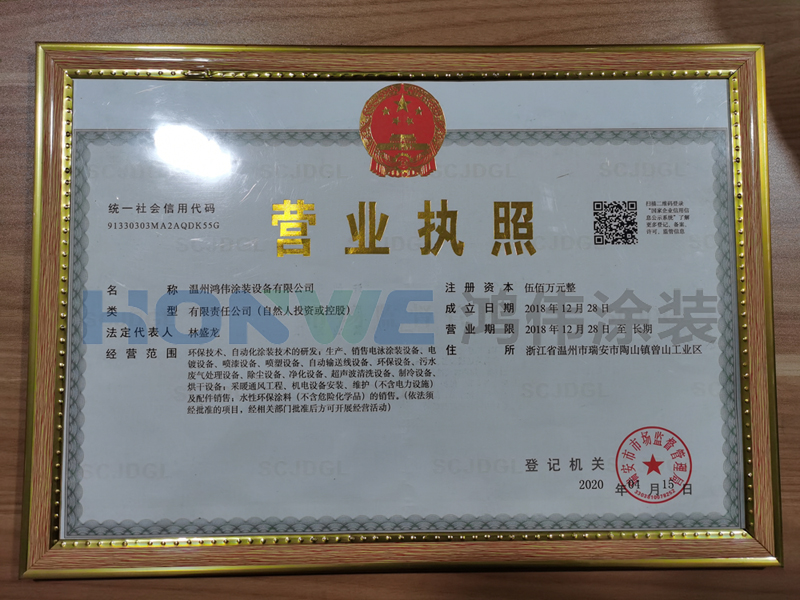 统一社会信用代码
91330303MA2AQDK55G
营业执照
扫描二维码登录
“国家企业信用信
息公示系统”了解
更多登记、备案、
许可、监管信息
名 称 温州鸿伟涂装设备有限公司
类 型 有限责任公司（自然人投资或控股）
法定代表人 林盛龙
经营范围 环保技术、自动化涂装技术的研发；生产、销售电泳涂装设备、电
镀设备、喷漆设备、喷塑设备、自动输送线设备、环保设备、污水
废气处理设备、除尘设备、净化设备、超声波清洗设备、制冷设备、
烘干设备；采暖通风工程、机电设备安装、维护（不含电力设施）
及配件销售；水性环保涂料（不含危险化学品）的销售。（依法须
经批准的项目，经相关部门批准后方可开展经营活动）
注册资本 伍佰万元整
成立日期 2018年12月28日
营业期限 2018年12月28日 至 长期
住 所 浙江省温州市瑞安市陶山镇曾山工业区
HONWE 鸿伟涂装
登记机关
瑞安市市场监督管理局
2020 年 04 月 15 日
SCJDGL
SCJDGL
SCJDGL
SCJDGL